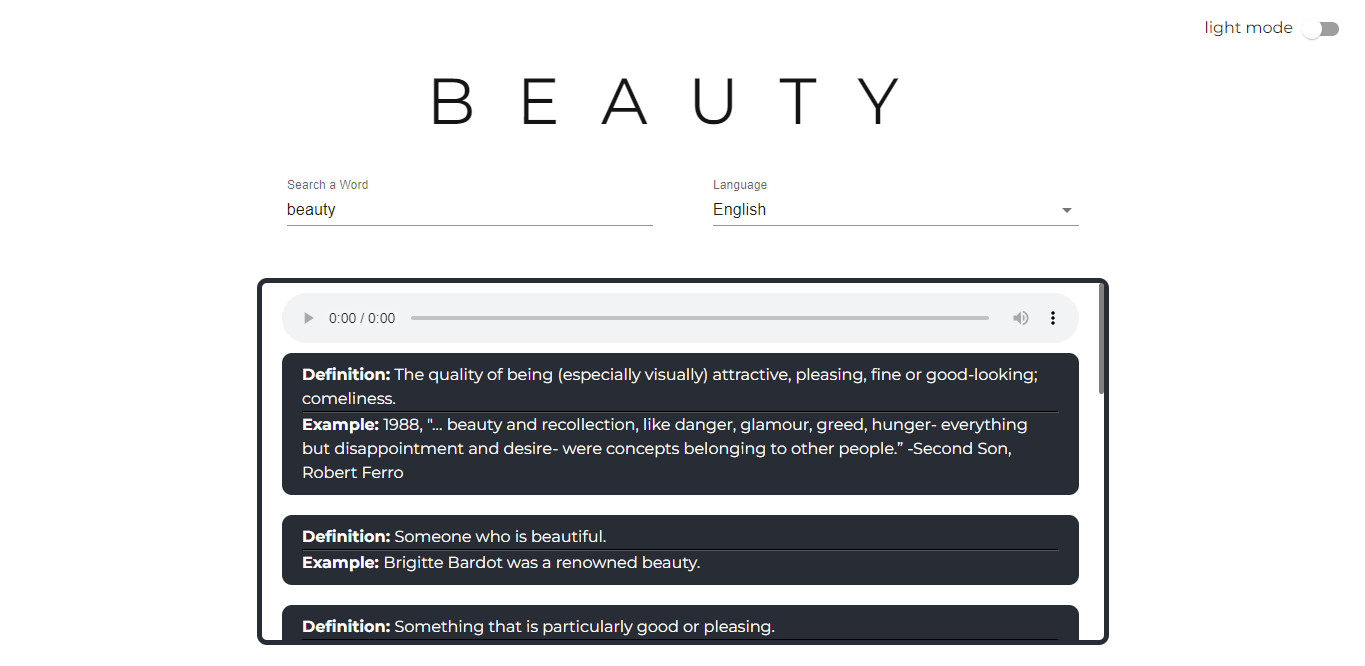 light mode
B E A U T Y
Search a Word
Language
beauty
English
0:00 / 0:00
Definition: The quality of being (especially visually) attractive, pleasing, fine or good-looking;
comeliness.
Example: 1988, "... beauty and recollection, like danger, glamour, greed, hunger- everything
but disappointment and desire- were concepts belonging to other people.” -Second Son,
Robert Ferro
Definition: Someone who is beautiful.
Example: Brigitte Bardot was a renowned beauty.
Definition: Something that is particularly good or pleasing.